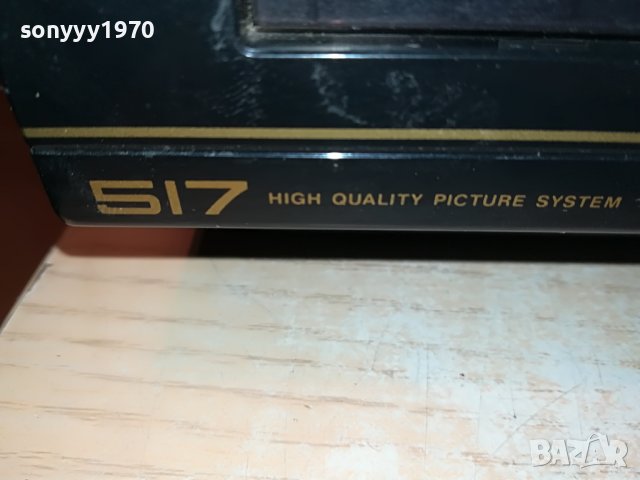 sonyyy1970
517 HIGH QUALITY PICTURE SYSTEM
BAZAR